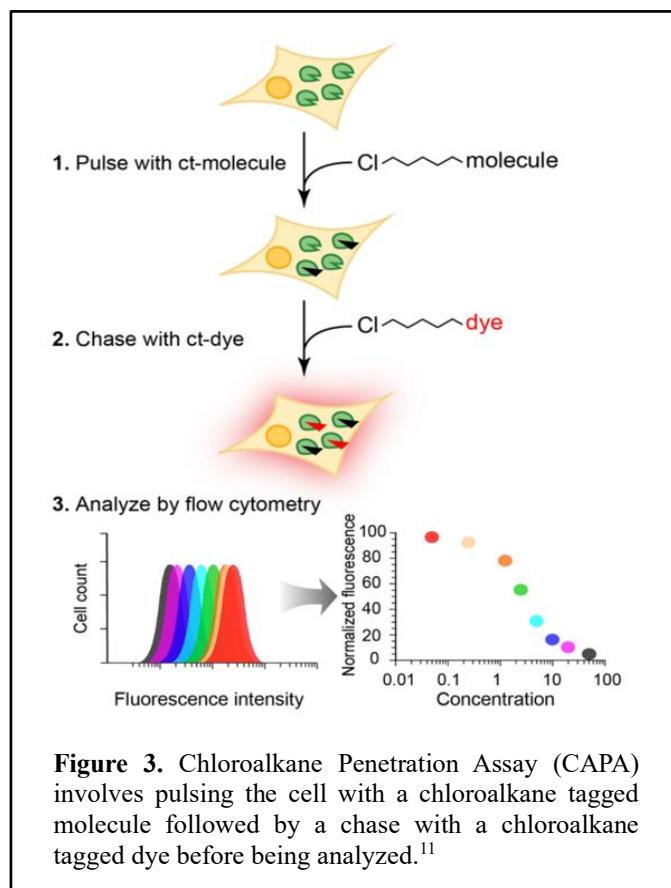 1. Pulse with ct-molecule
Cl molecule
2. Chase with ct-dye
Cl dye
3. Analyze by flow cytometry
Cell count
Fluorescence intensity
Normalized fluorescence
100
80
60
40
20
0
0.01 0.1 1 10 100
Concentration
Figure 3. Chloroalkane Penetration Assay (CAPA)
involves pulsing the cell with a chloroalkane tagged
molecule followed by a chase with a chloroalkane
tagged dye before being analyzed.11